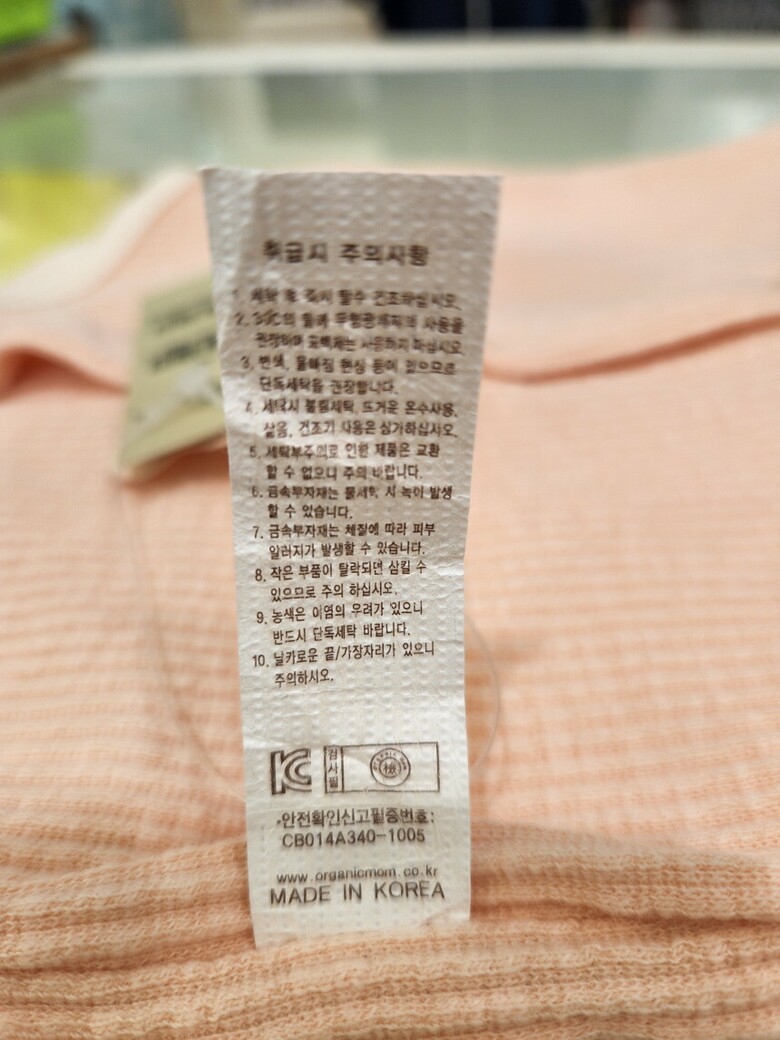 취급시 주의사항
1. 세탁 후 즉시 탈수 건조하십시오.
2. 30℃의 물에 무형광세제의 사용을
권장하며 표백제는 사용하지 마십시오
3. 변색, 물빠짐 현상 등이 있으므로
단독세탁을 권장합니다.
4. 세탁시 불림세탁, 뜨거운 온수사용,
삶음, 건조기 사용은 삼가하십시오.
5. 세탁부주의로 인한 제품은 교환
할 수 없으니 주의 바랍니다.
6. 금속부자재는 물세탁 시 녹이 발생
할 수 있습니다.
7. 금속부자재는 체질에 따라 피부
알러지가 발생할 수 있습니다.
8. 작은 부품이 탈락되면 삼킬 수
있으므로 주의 하십시오.
9. 농색은 이염의 우려가 있으니
반드시 단독세탁 바랍니다.
10. 날카로운 끝/가장자리가 있으니
주의하시오.
KC 검사필 檢
*안전확인신고필증번호:
CB014A340-1005
www.organicmom.co.kr
MADE IN KOREA